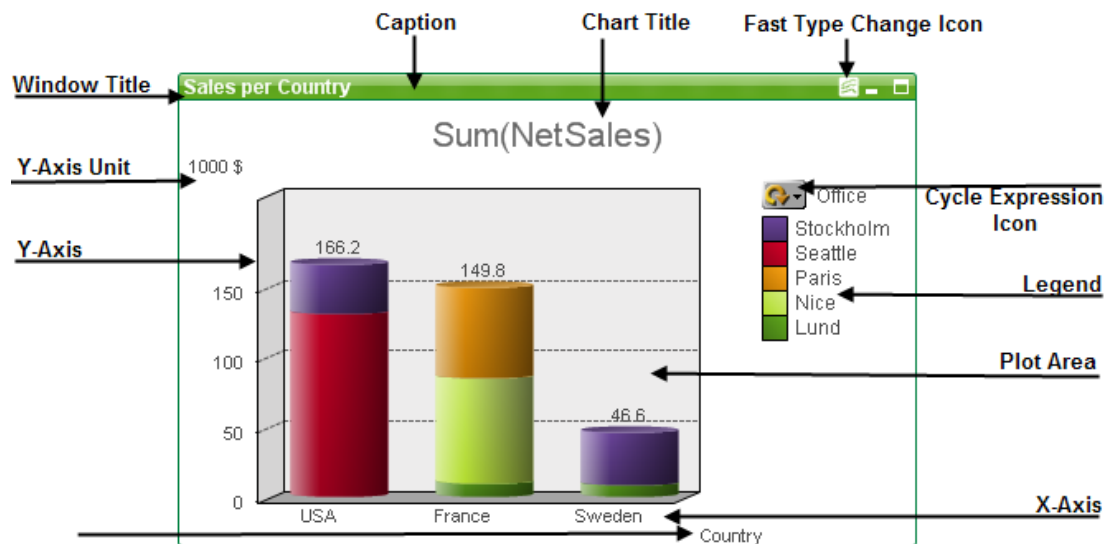 Caption
Chart Title
Fast Type Change Icon
Window Title
Sales per Country
Sum(NetSales)
Y-Axis Unit
1000 $
Office
Cycle Expression
Icon
Stockholm
Seattle
Paris
Nice
Lund
Legend
Y-Axis
166.2
149.8
46.6
150
100
50
0
Plot Area
USA
France
Sweden
X-Axis
Country